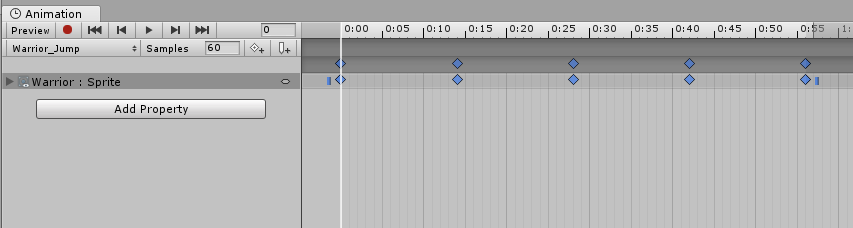 Animation
Preview 0 0:00 0:05 0:10 0:15 0:20 0:25 0:30 0:35 0:40 0:45 0:50 0:55
Warrior_Jump Samples 60
Warrior : Sprite
Add Property